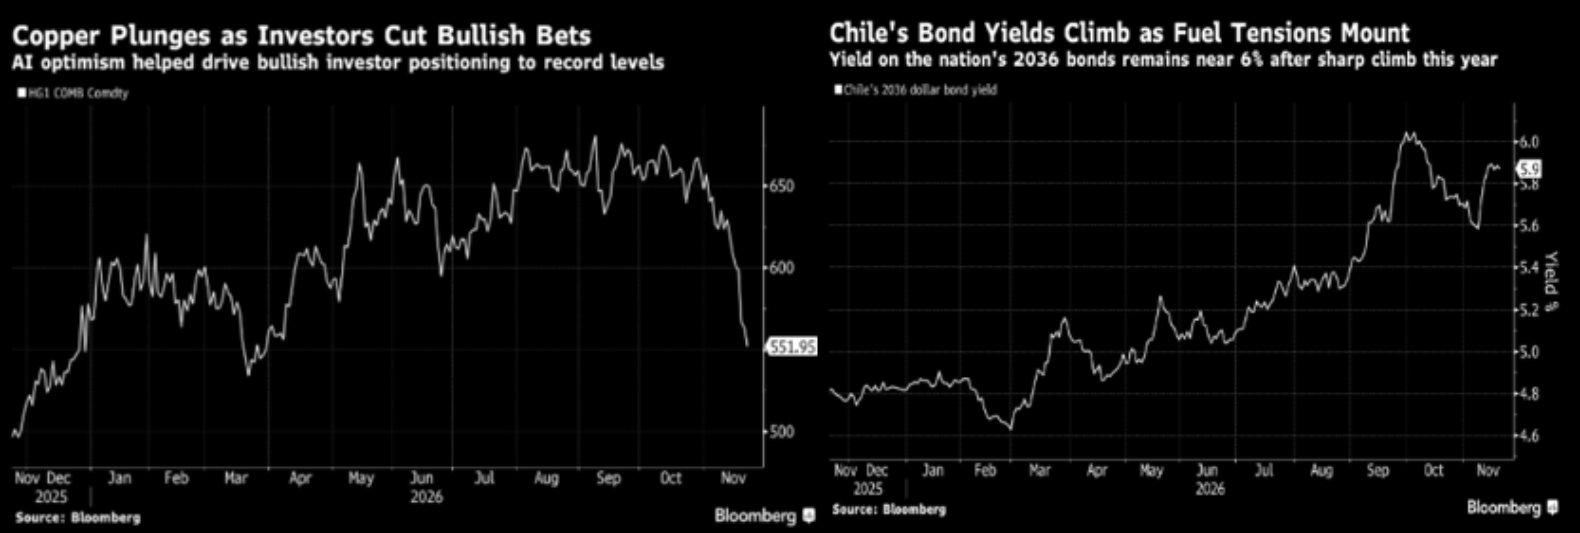 Copper Plunges as Investors Cut Bullish Bets
AI optimism helped drive bullish investor positioning to record levels
HG1 COMB Comdty
650
600
551.95
500
Nov Dec Jan Feb Mar Apr May Jun Jul Aug Sep Oct Nov
2025 2026
Source: Bloomberg
Bloomberg
Chile's Bond Yields Climb as Fuel Tensions Mount
Yield on the nation's 2036 bonds remains near 6% after sharp climb this year
Chile's 2036 dollar bond yield
6.0
5.9
5.8
5.6
5.4
5.2
5.0
4.8
4.6
Yield %
Nov Dec Jan Feb Mar Apr May Jun Jul Aug Sep Oct Nov
2025 2026
Source: Bloomberg
Bloomberg